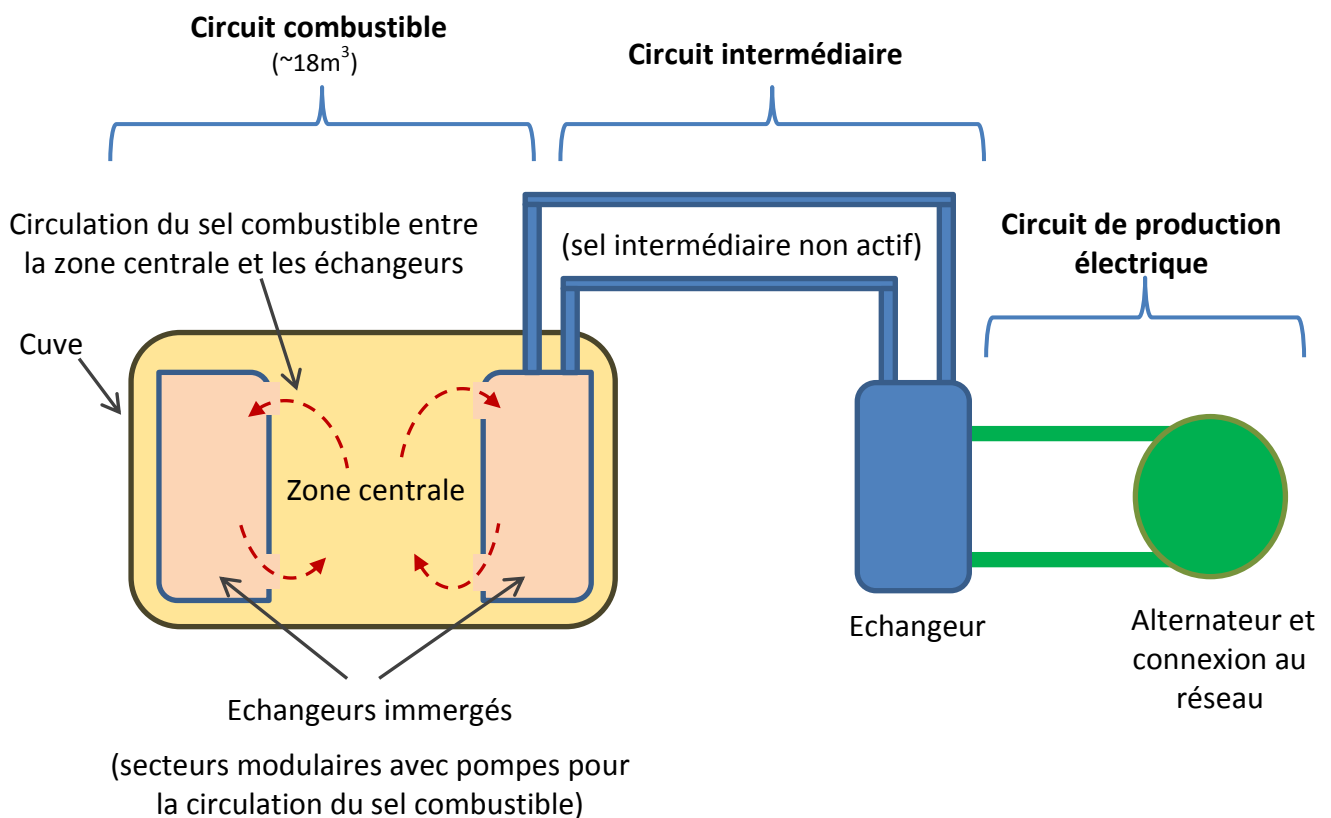 Circuit combustible
(~18m³)
Circuit intermédiaire
Circulation du sel combustible entre
la zone centrale et les échangeurs
(sel intermédiaire non actif)
Circuit de production
électrique
Cuve
Zone centrale
Echangeur
Alternateur et
connexion au
réseau
Echangeurs immergés
(secteurs modulaires avec pompes pour
la circulation du sel combustible)